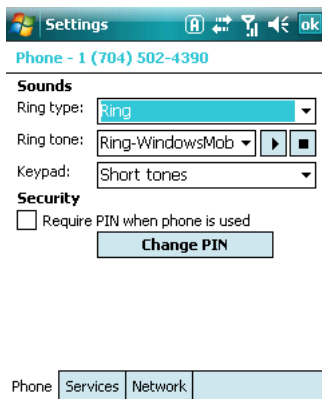 Settings A ok
Phone - 1 (704) 502-4390
Sounds
Ring type: Ring
Ring tone: Ring-WindowsMob
Keypad: Short tones
Security
Require PIN when phone is used
Change PIN
Phone Services Network